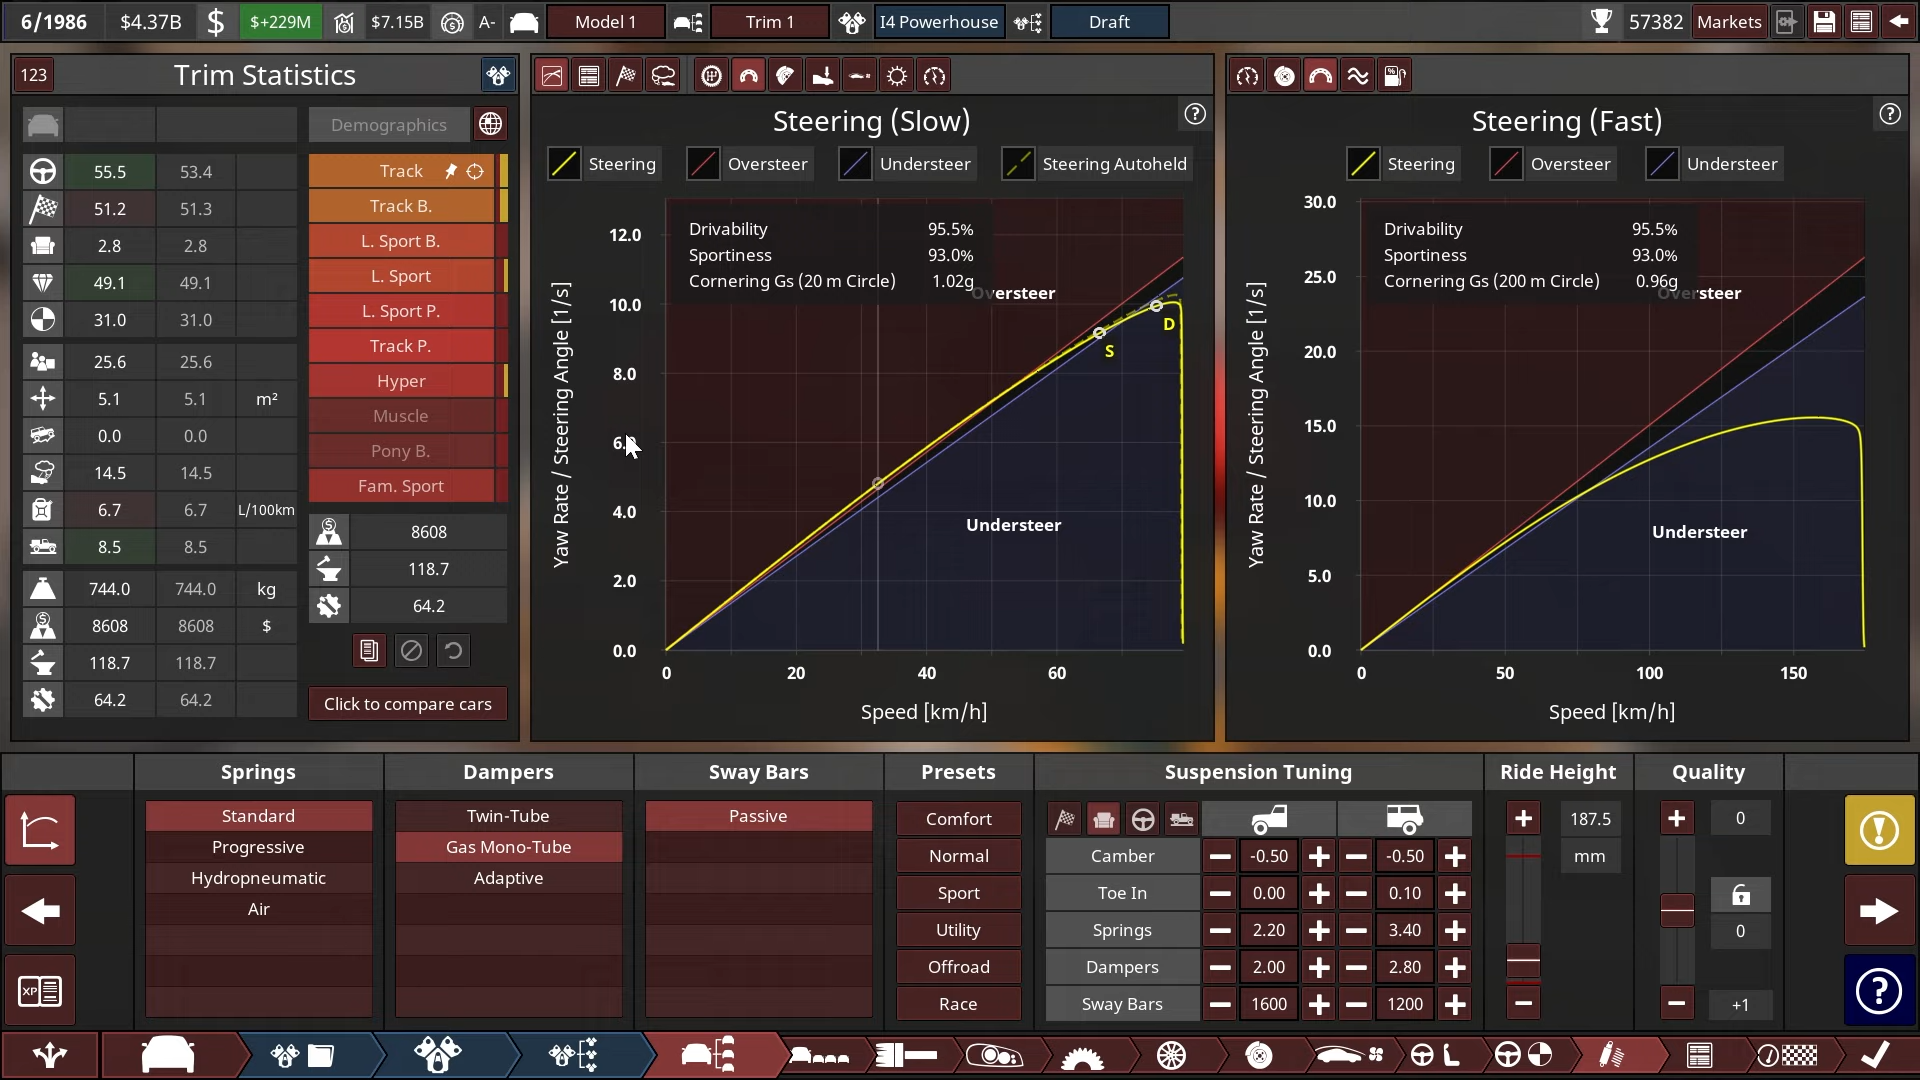 6/1986 $4.37B $ $+229M $7.15B A- Model 1 Trim 1 I4 Powerhouse Draft 57382 Markets
123 Trim Statistics
Demographics
55.5 53.4
51.2 51.3
2.8 2.8
49.1 49.1
31.0 31.0
25.6 25.6
5.1 5.1 m²
0.0 0.0
14.5 14.5
6.7 6.7 L/100km
8.5 8.5
744.0 744.0 kg
8608 8608 $
118.7 118.7
64.2 64.2
Track
Track B.
L. Sport B.
L. Sport
L. Sport P.
Track P.
Hyper
Muscle
Pony B.
Fam. Sport
8608
118.7
64.2
Click to compare cars
Steering (Slow)
?
Steering Oversteer Understeer Steering Autoheld
Drivability 95.5%
Sportiness 93.0%
Cornering Gs (20 m Circle) 1.02g
Oversteer
Understeer
S
D
Yaw Rate / Steering Angle [1/s]
12.0
10.0
8.0
4.0
2.0
0.0
0 20 40 60
Speed [km/h]
Steering (Fast)
?
Steering Oversteer Understeer
Drivability 95.5%
Sportiness 93.0%
Cornering Gs (200 m Circle) 0.96g
Oversteer
Understeer
Yaw Rate / Steering Angle [1/s]
30.0
25.0
20.0
15.0
10.0
5.0
0.0
0 50 100 150
Speed [km/h]
Springs
Standard
Progressive
Hydropneumatic
Air
Dampers
Twin-Tube
Gas Mono-Tube
Adaptive
Sway Bars
Passive
Presets
Comfort
Normal
Sport
Utility
Offroad
Race
Suspension Tuning
Camber -0.50 -0.50
Toe In 0.00 0.10
Springs 2.20 3.40
Dampers 2.00 2.80
Sway Bars 1600 1200
Ride Height
187.5
mm
Quality
0
0
+1
XP
?